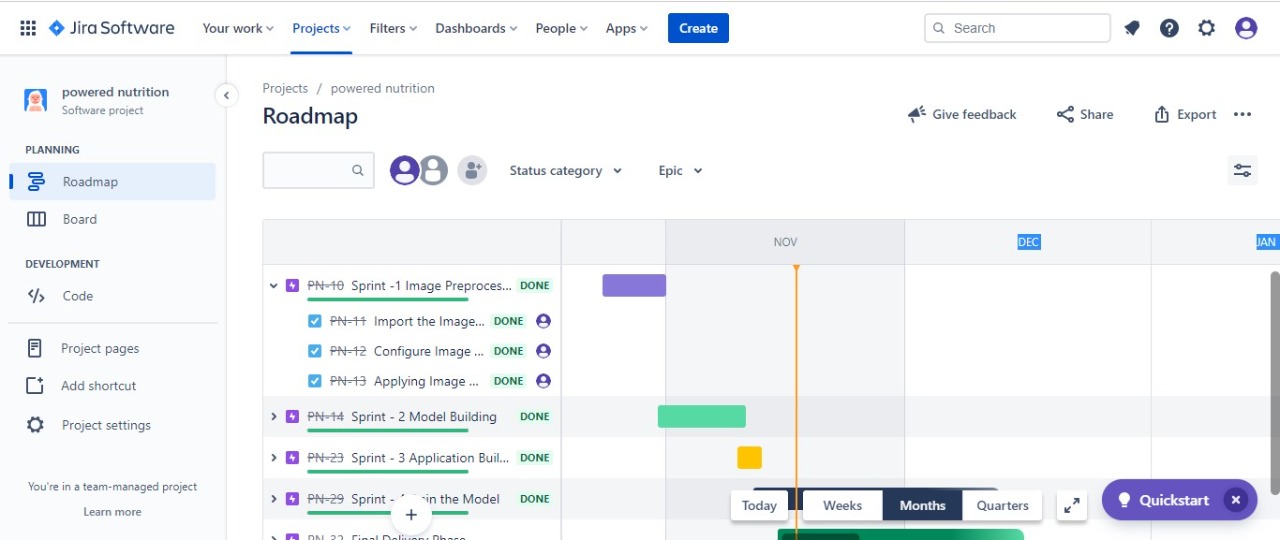 Jira Software Your work Projects Filters Dashboards People Apps Create Search
powered nutrition
Software project
PLANNING
Roadmap
Board
DEVELOPMENT
Code
Project pages
Add shortcut
Project settings
You're in a team-managed project
Learn more
Projects / powered nutrition
Roadmap
Give feedback Share Export
Status category Epic
NOV DEC JAN
PN-10 Sprint -1 Image Preproces... DONE
PN-11 Import the Image... DONE
PN-12 Configure Image ... DONE
PN-13 Applying Image ... DONE
PN-14 Sprint - 2 Model Building DONE
PN-23 Sprint - 3 Application Buil... DONE
PN-29 Sprint - in the Model DONE
PN-32 Final Delivery Phase
Today Weeks Months Quarters
Quickstart